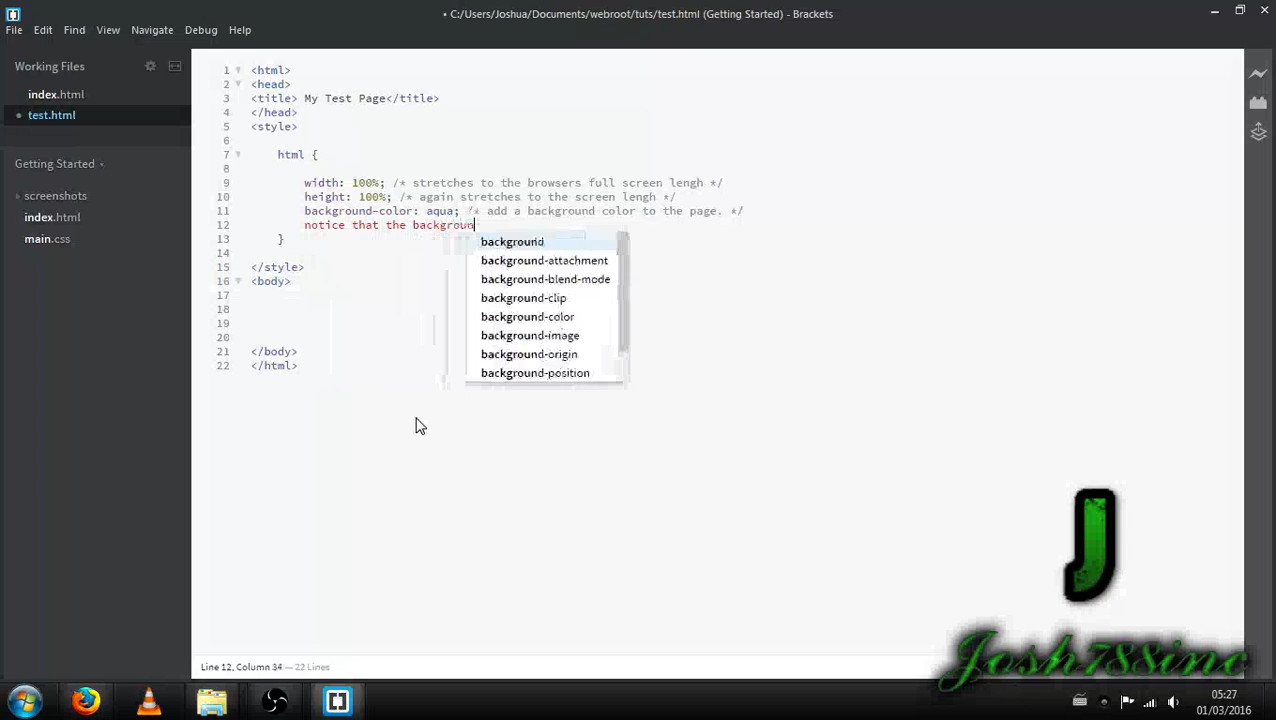 • C:/Users/Joshua/Documents/webroot/tuts/test.html (Getting Started) - Brackets
File Edit Find View Navigate Debug Help
Working Files
index.html
• test.html
Getting Started
screenshots
index.html
main.css
1 <html>
2 <head>
3 <title> My Test Page</title>
4 </head>
5 <style>
6
7 html {
8
9 width: 100%; /* stretches to the browsers full screen lengh */
10 height: 100%; /* again stretches to the screen lengh */
11 background-color: aqua; /* add a background color to the page. */
12 notice that the backgroun
13 }
14
15 </style>
16 <body>
17
18
19
20
21 </body>
22 </html>
background
background-attachment
background-blend-mode
background-clip
background-color
background-image
background-origin
background-position
J
Josh788inc
Line 12, Column 34 — 22 Lines
05:27
01/03/2016